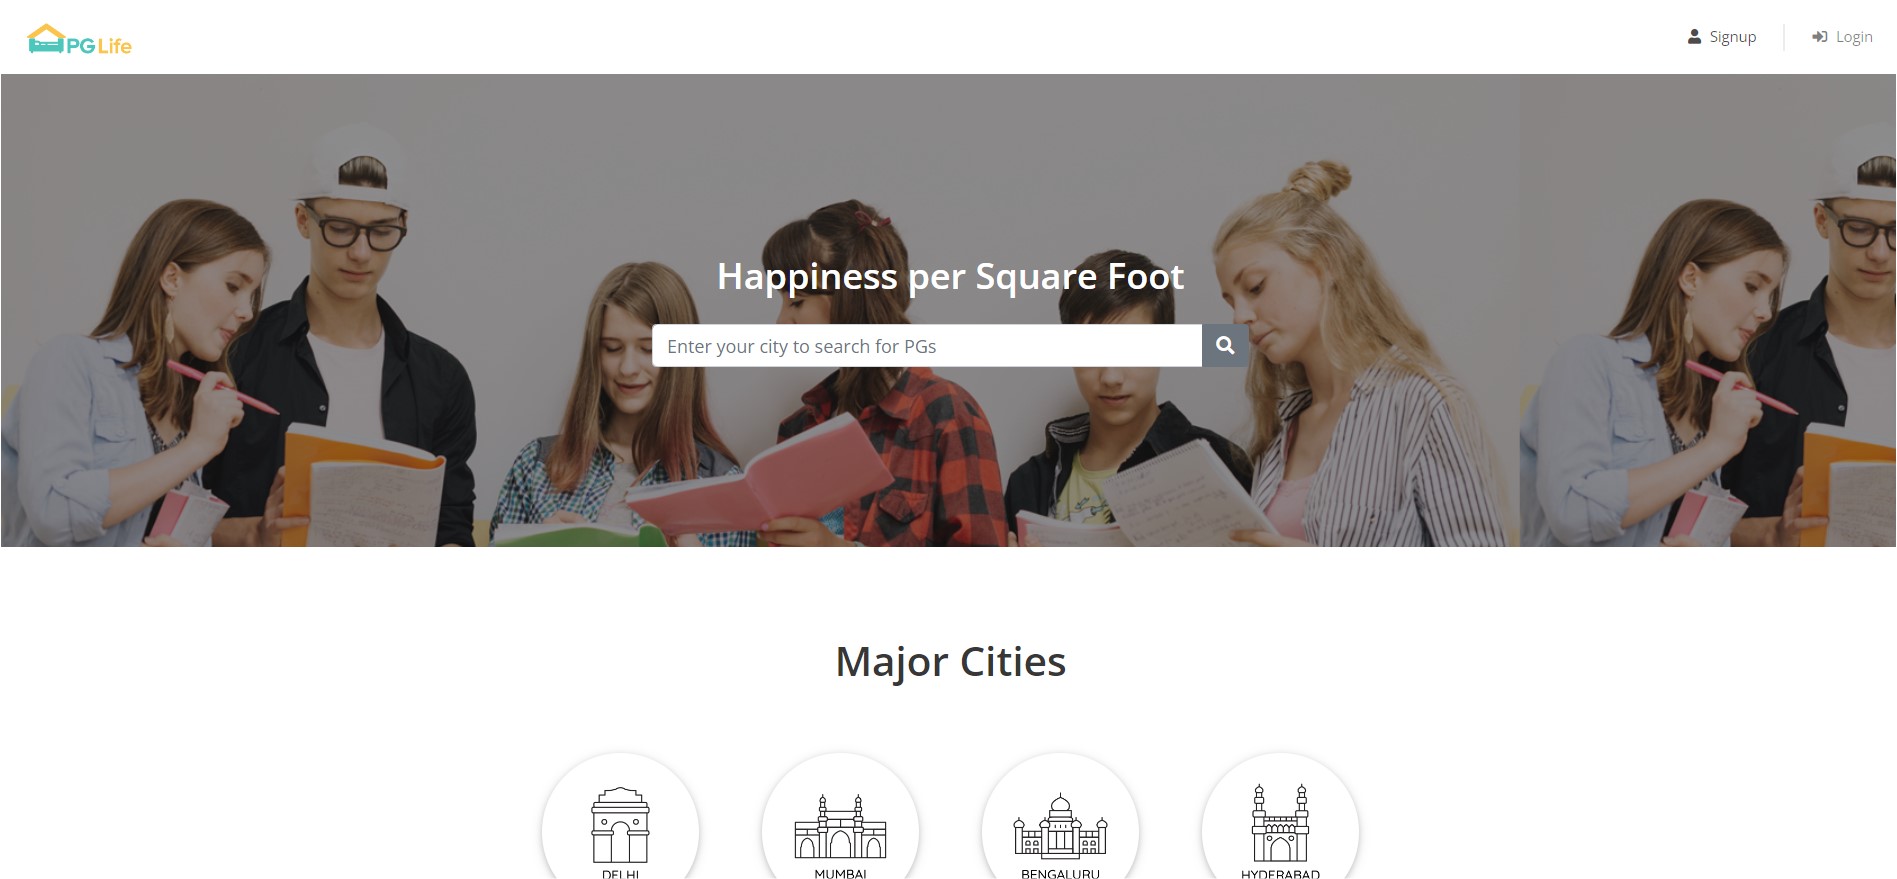 PG Life
Signup
Login
Happiness per Square Foot
Enter your city to search for PGs
Major Cities
DELHI
MUMBAI
BENGALURU
HYDERABAD